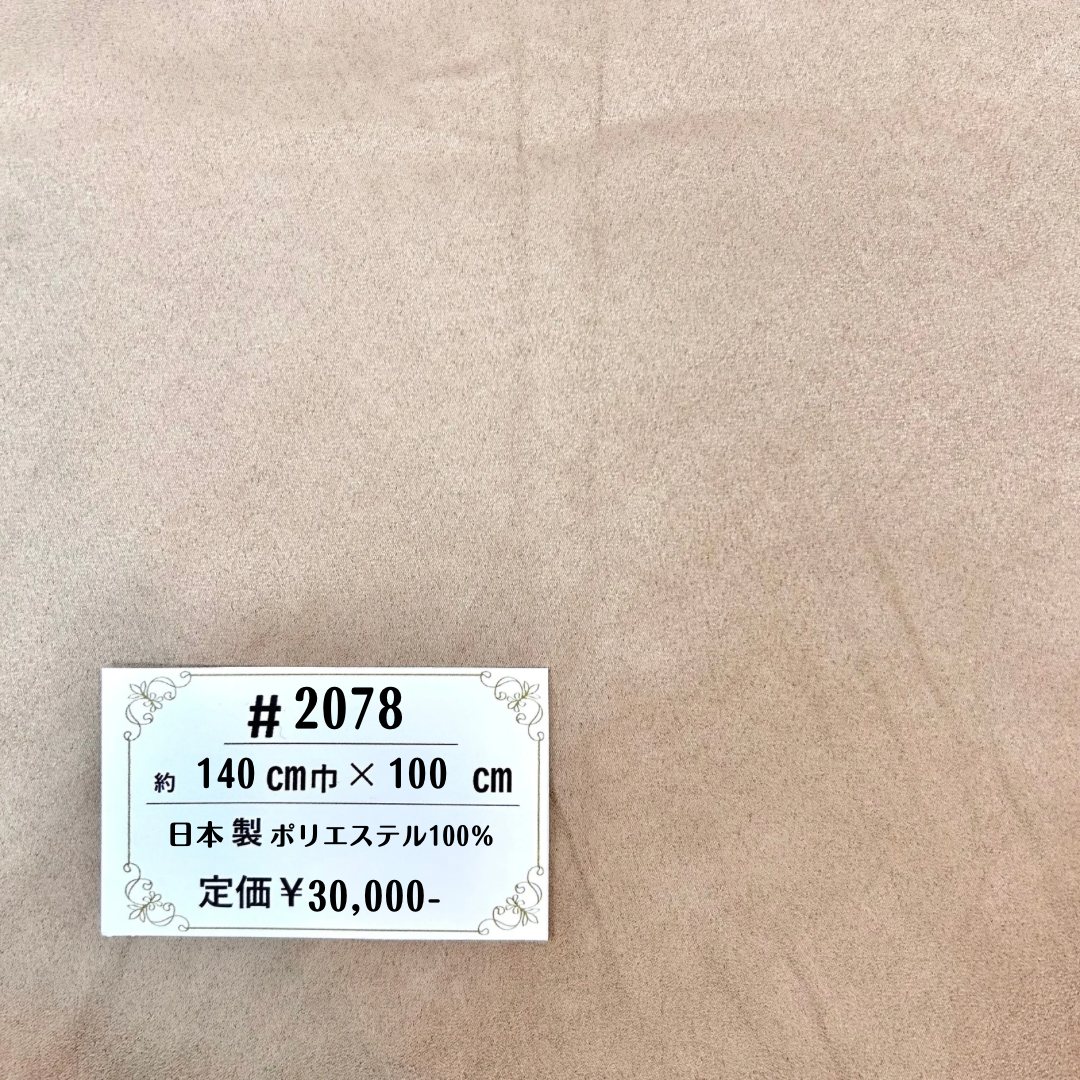 #2078
約 140 cm巾 × 100 cm
日本製 ポリエステル100%
定価¥30,000-